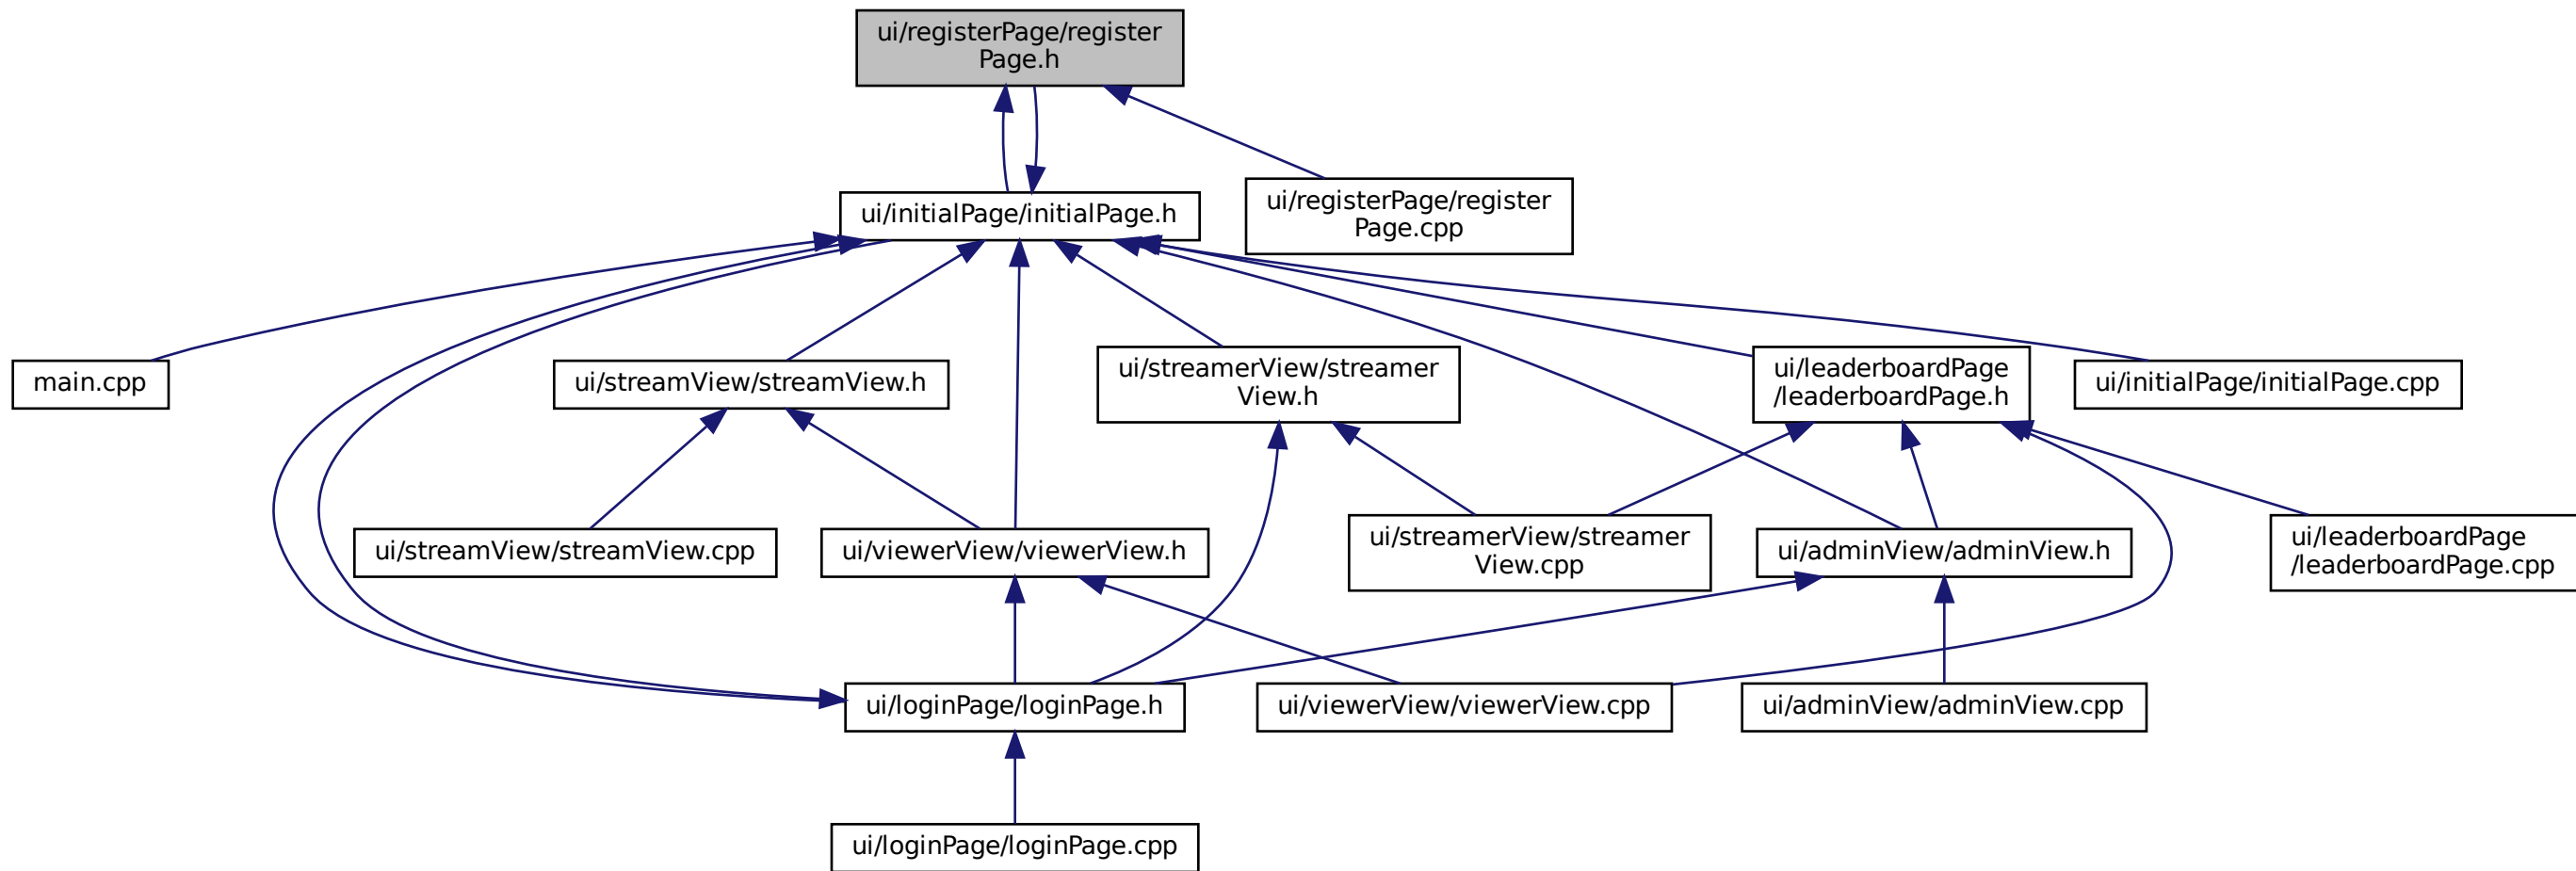 ui/registerPage/register
Page.h
ui/initialPage/initialPage.h
ui/registerPage/register
Page.cpp
main.cpp
ui/streamView/streamView.h
ui/streamerView/streamer
View.h
ui/leaderboardPage
/leaderboardPage.h
ui/initialPage/initialPage.cpp
ui/streamView/streamView.cpp
ui/viewerView/viewerView.h
ui/streamerView/streamer
View.cpp
ui/adminView/adminView.h
ui/leaderboardPage
/leaderboardPage.cpp
ui/loginPage/loginPage.h
ui/viewerView/viewerView.cpp
ui/adminView/adminView.cpp
ui/loginPage/loginPage.cpp